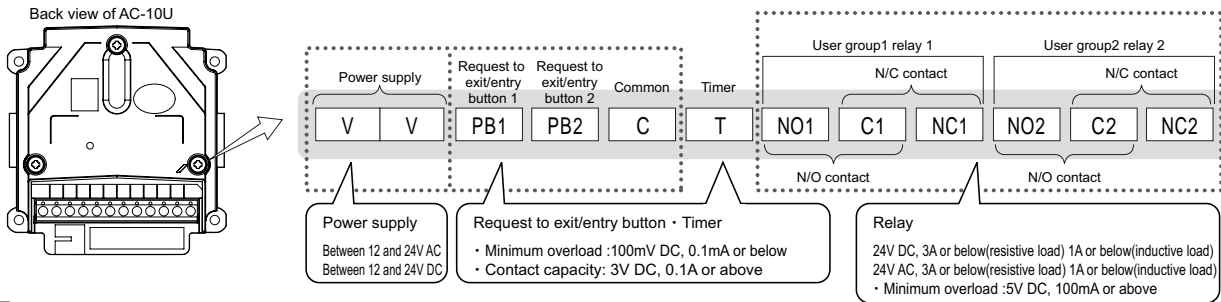 Back view of AC-10U
Power supply
Request to
exit/entry
button 1
Request to
exit/entry
button 2
Common
Timer
User group1 relay 1
N/C contact
User group2 relay 2
N/C contact
V V PB1 PB2 C T NO1 C1 NC1 NO2 C2 NC2
N/O contact
N/O contact
Power supply
Between 12 and 24V AC
Between 12 and 24V DC
Request to exit/entry button・Timer
・Minimum overload :100mV DC, 0.1mA or below
・Contact capacity: 3V DC, 0.1A or above
Relay
24V DC, 3A or below(resistive load) 1A or below(inductive load)
24V AC, 3A or below(resistive load) 1A or below(inductive load)
・Minimum overload :5V DC, 100mA or above